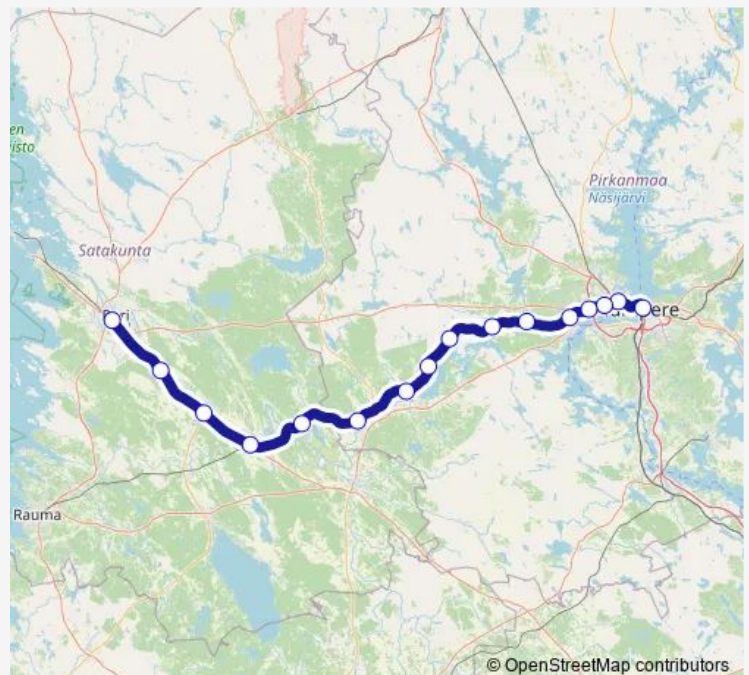 Pirkanmaa
Näsijärvi
Satakunta
Rauma
© OpenStreetMap contributors